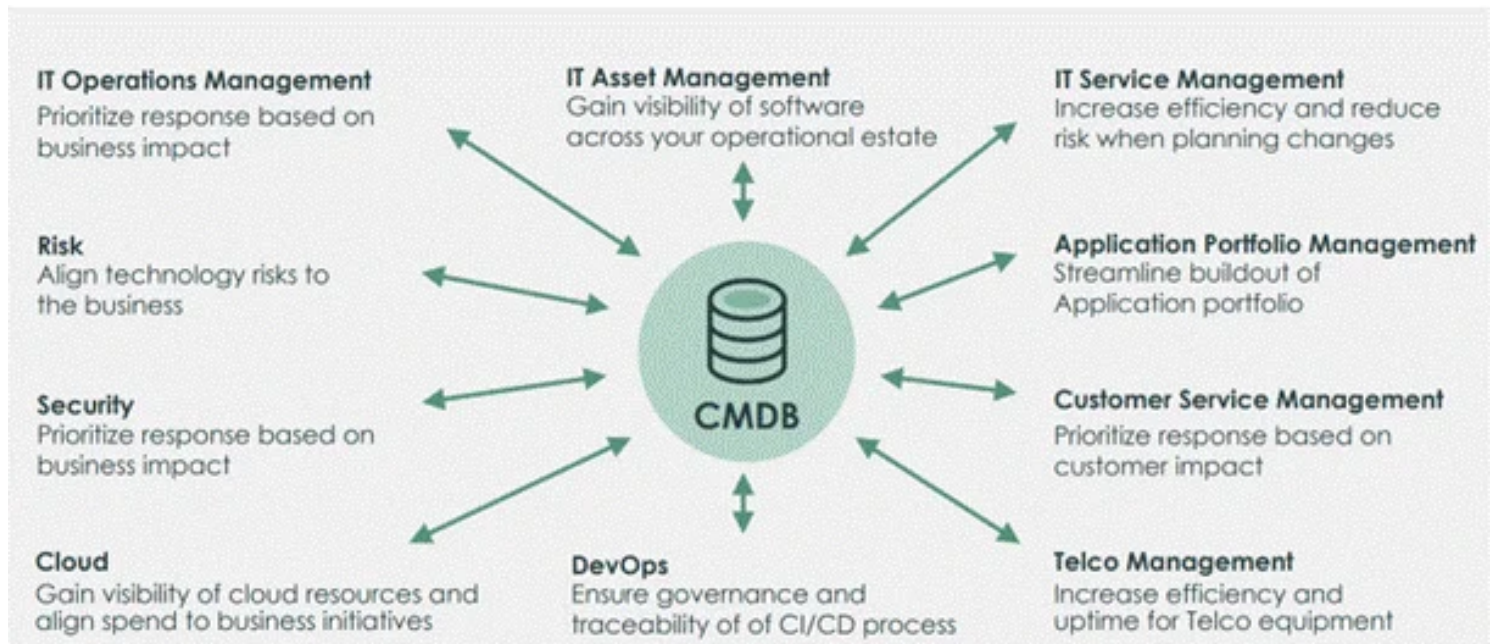 IT Operations Management
Prioritize response based on
business impact
IT Asset Management
Gain visibility of software
across your operational estate
IT Service Management
Increase efficiency and reduce
risk when planning changes
Risk
Align technology risks to
the business
Application Portfolio Management
Streamline buildout of
Application portfolio
CMDB
Security
Prioritize response based on
business impact
Customer Service Management
Prioritize response based on
customer impact
Cloud
Gain visibility of cloud resources and
align spend to business initiatives
DevOps
Ensure governance and
traceability of of CI/CD process
Telco Management
Increase efficiency and
uptime for Telco equipment